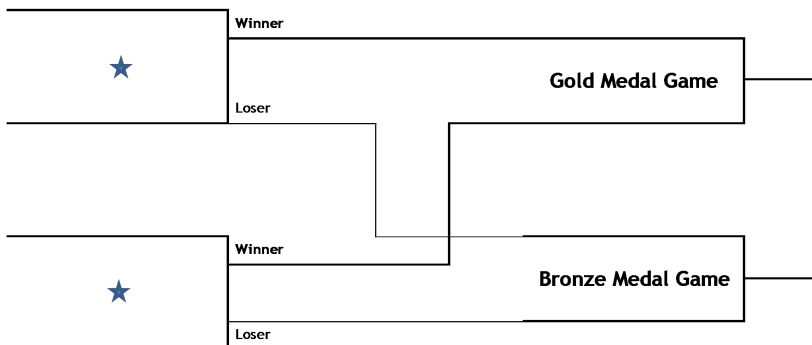 Winner
Gold Medal Game
Loser
Winner
Bronze Medal Game
Loser